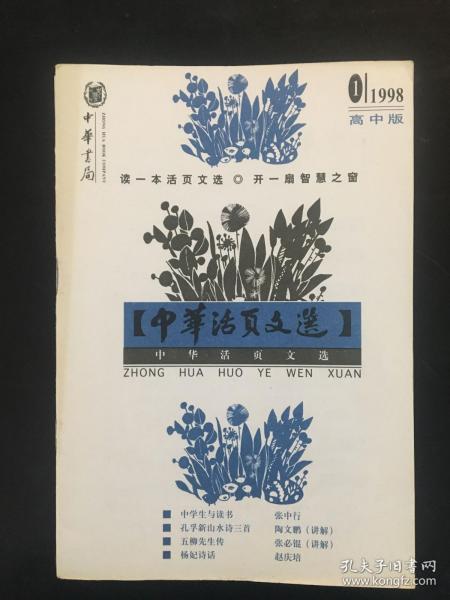 中華書局
ZHONG HUA BOOK COMPANY
1 1998
高中版
读一本活页文选 ◎ 开一扇智慧之窗
【中華活頁文選】
中华活页文选
ZHONG HUA HUO YE WEN XUAN
■ 中学生与读书 张中行
■ 孔孚新山水诗三首 陶文鹏（讲解）
■ 五柳先生传 张必锟（讲解）
■ 杨妃诗话 赵庆培
孔夫子旧书网
www.kongfz.com